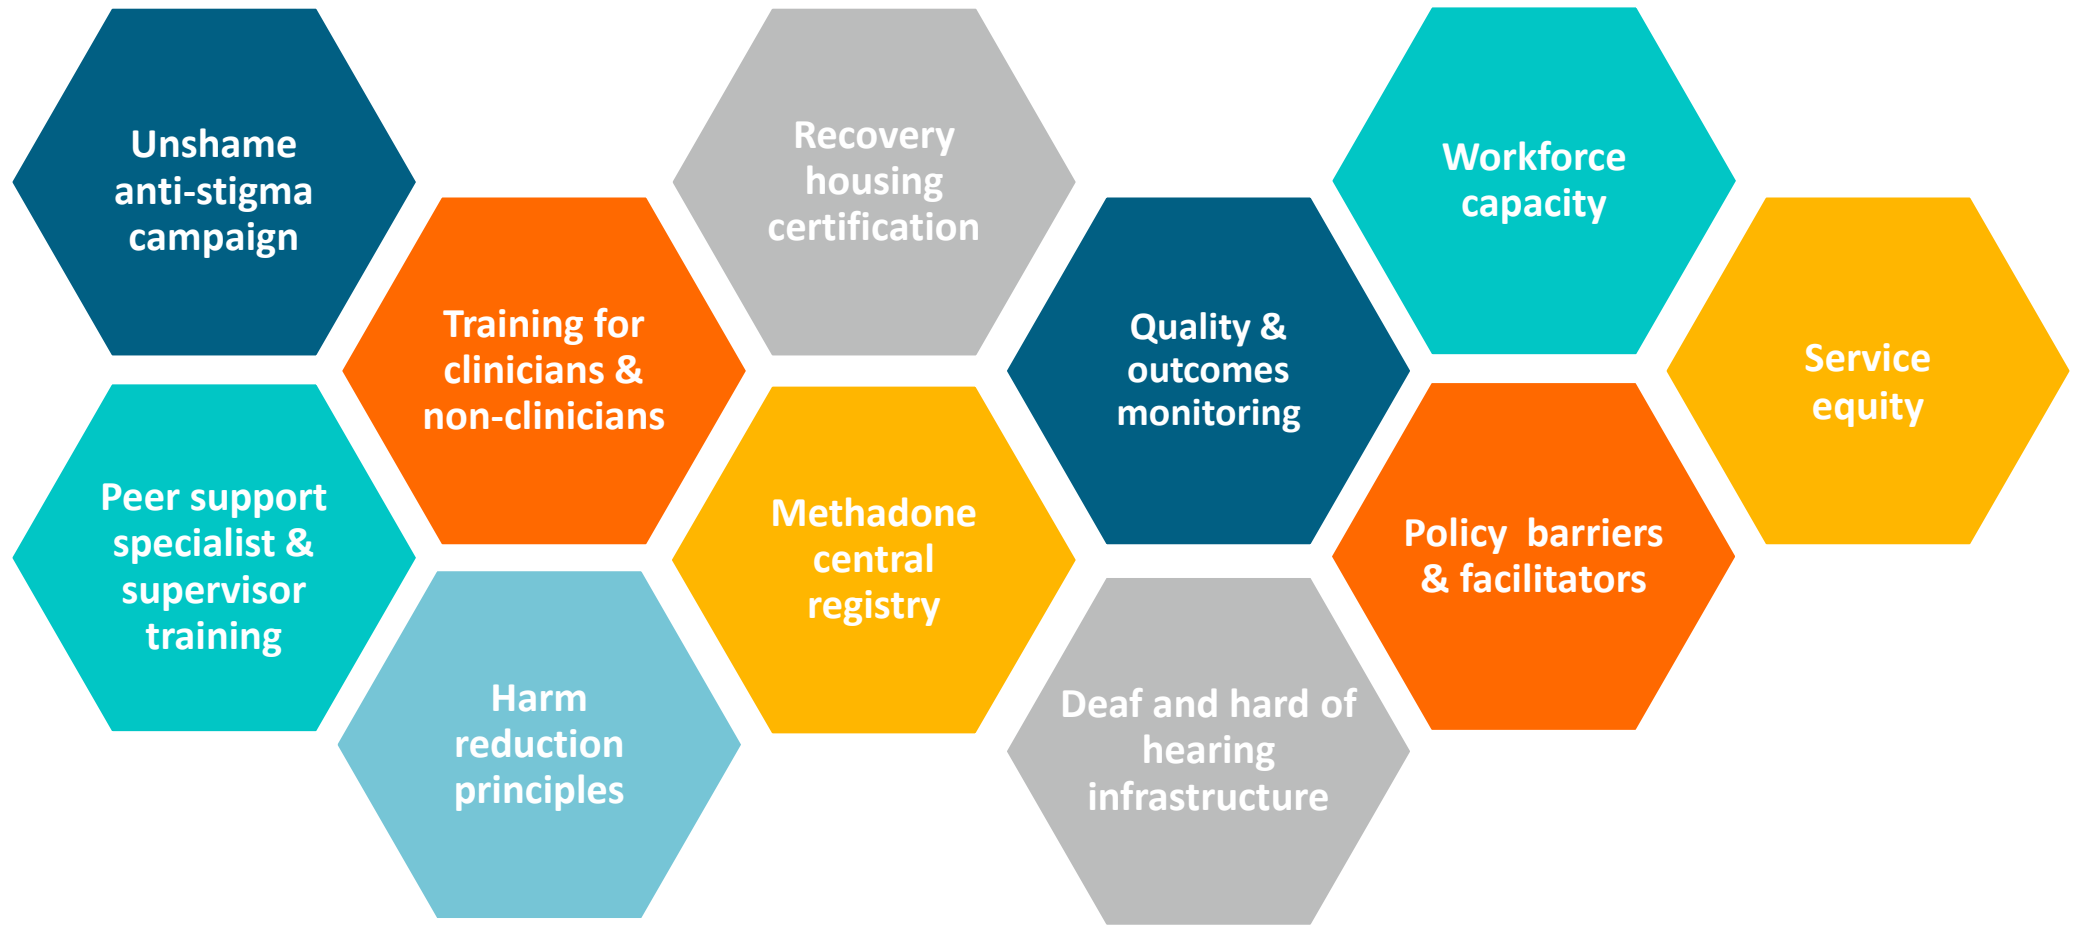 Unshame
anti-stigma
campaign
Peer support
specialist &
supervisor
training
Training for
clinicians &
non-clinicians
Harm
reduction
principles
Recovery
housing
certification
Methadone
central
registry
Quality &
outcomes
monitoring
Deaf and hard of
hearing
infrastructure
Workforce
capacity
Policy  barriers
& facilitators
Service
equity